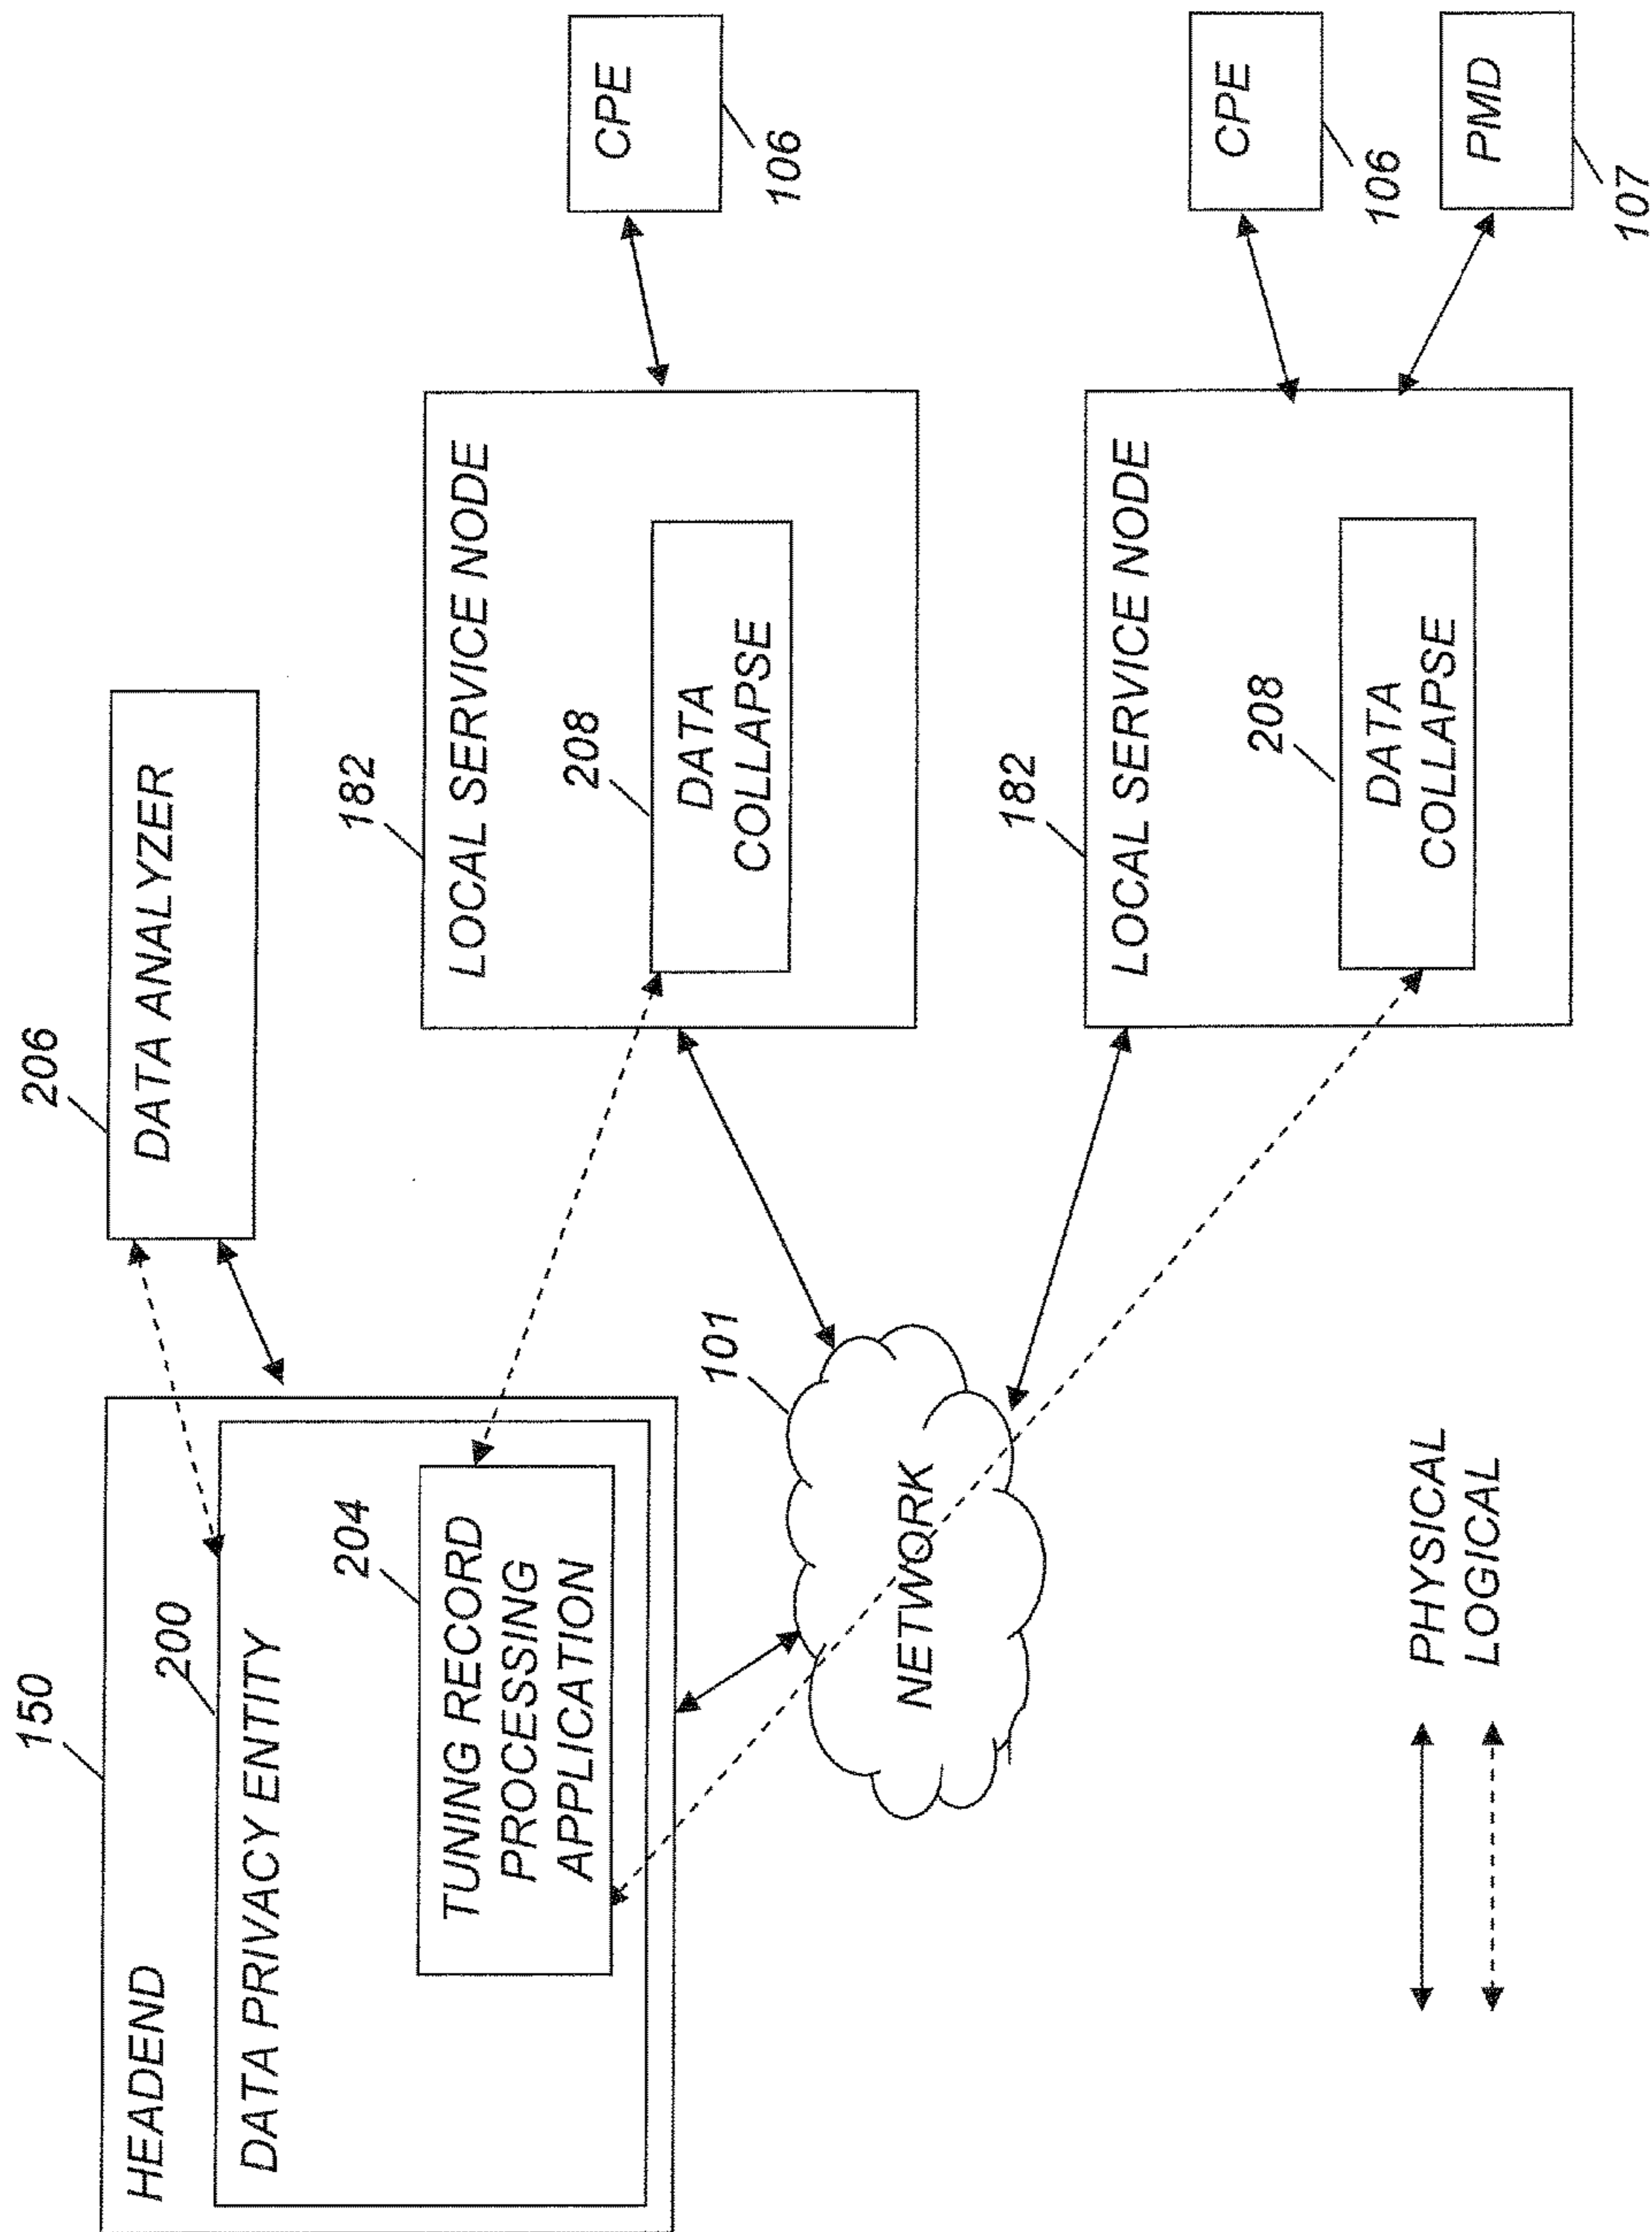 150
HEADEND
200
DATA PRIVACY ENTITY
204
TUNING RECORD
PROCESSING
APPLICATION
206
DATA ANALYZER
101
NETWORK
182
LOCAL SERVICE NODE
208
DATA
COLLAPSE
CPE
106
182
LOCAL SERVICE NODE
208
DATA
COLLAPSE
CPE
106
PMD
107
PHYSICAL
LOGICAL